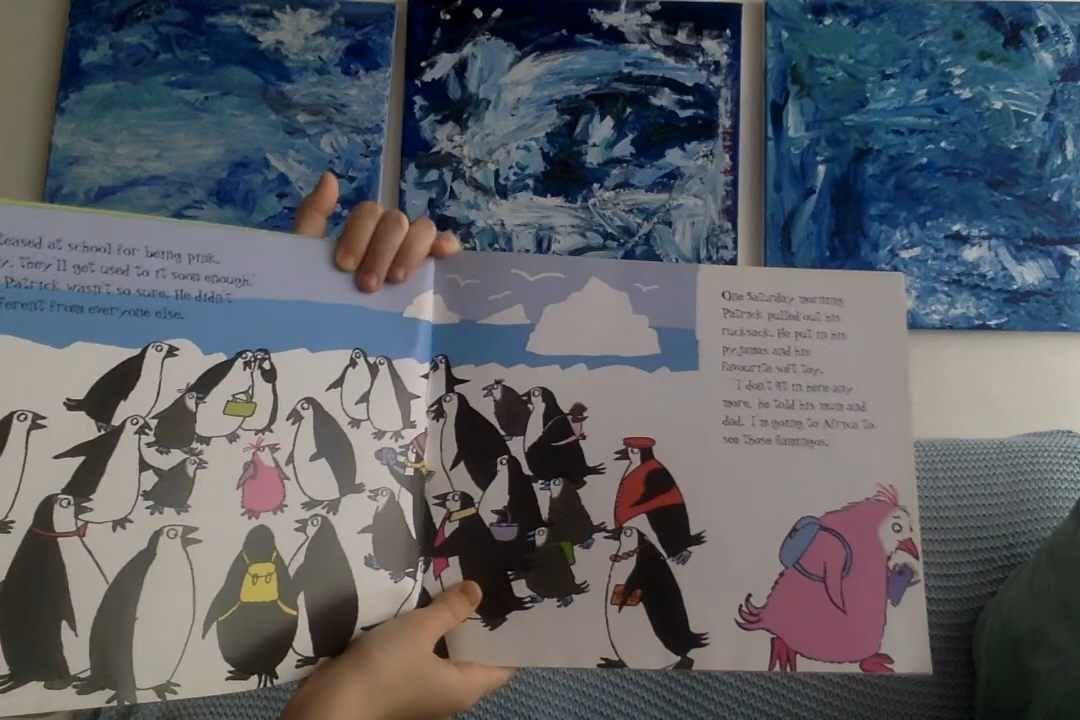 teased at school for being pink.
they'll get used to it soon enough."
Patrick wasn't so sure. He didn't
from everyone else.
One Saturday morning
Patrick pulled out his
rucksack. He put in his
pyjamas and his
favourite soft toy.
"I don't fit in here any
more, he told his mum and
dad. I'm going to Africa to
see those flamingos.